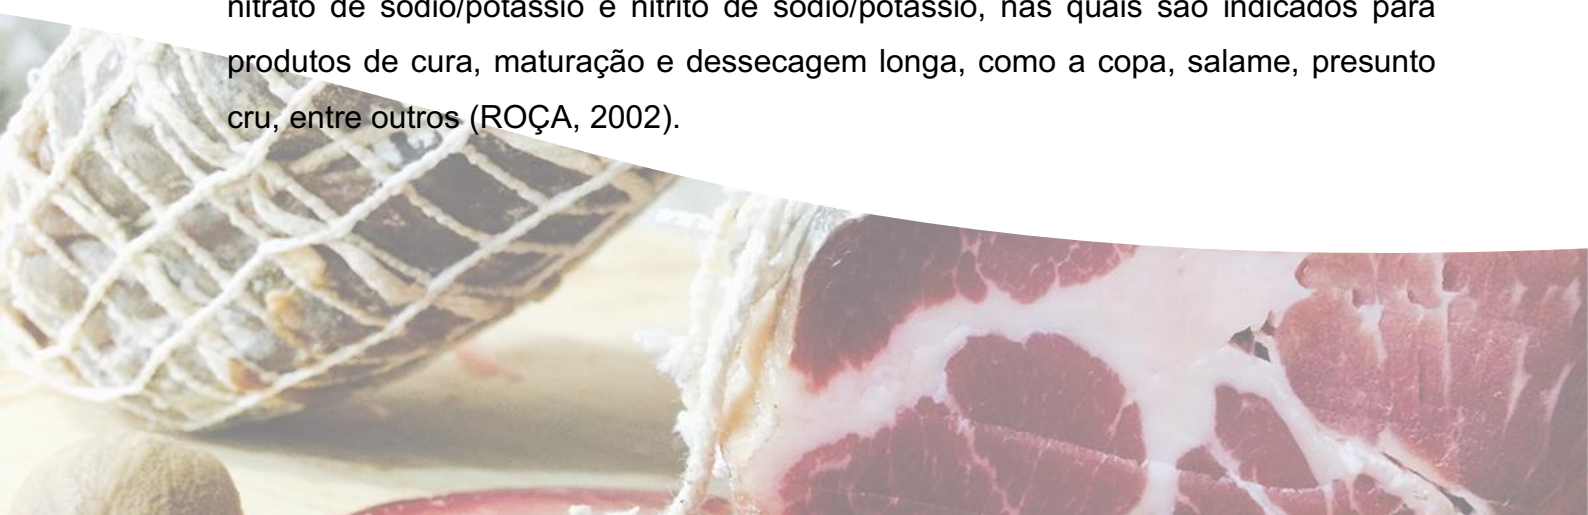 nitrato de sódio/potássio e nitrito de sódio/potássio, nas quais são indicados para
produtos de cura, maturação e dessecagem longa, como a copa, salame, presunto
cru, entre outros (ROÇA, 2002).